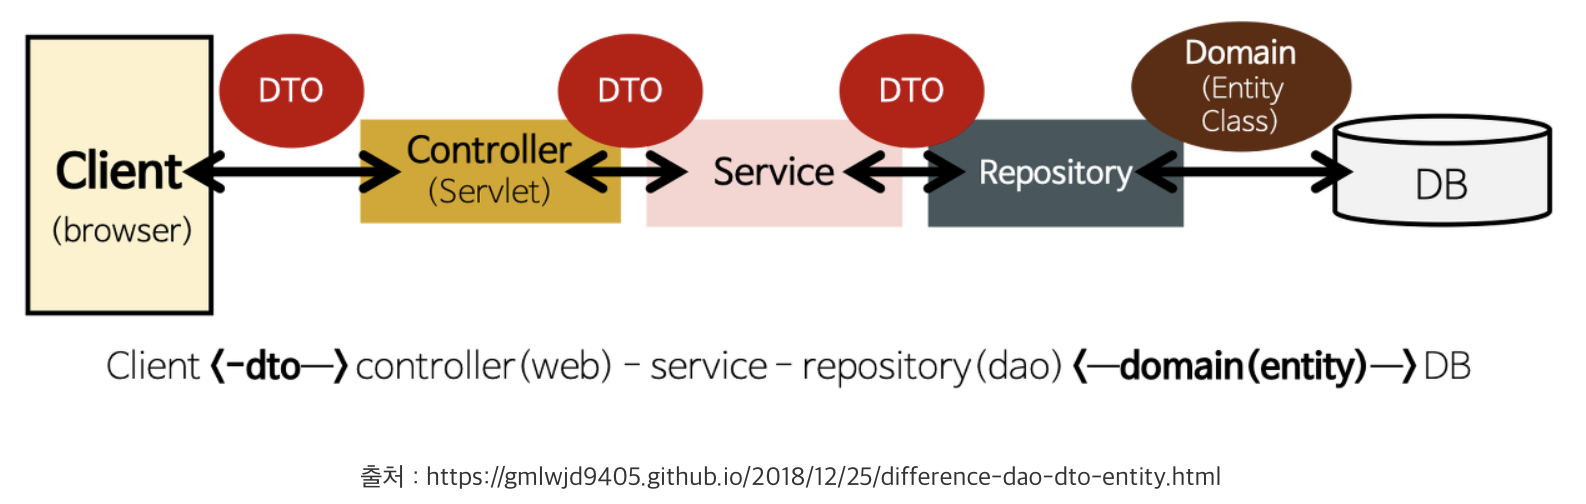 DTO
DTO
DTO
Domain
(Entity
Class)
Client
(browser)
Controller
(Servlet)
Service
Repository
DB
Client ⟨-dto—⟩ controller(web) - service - repository(dao) ⟨—domain(entity)—⟩ DB
출처 : https://gmlwjd9405.github.io/2018/12/25/difference-dao-dto-entity.html